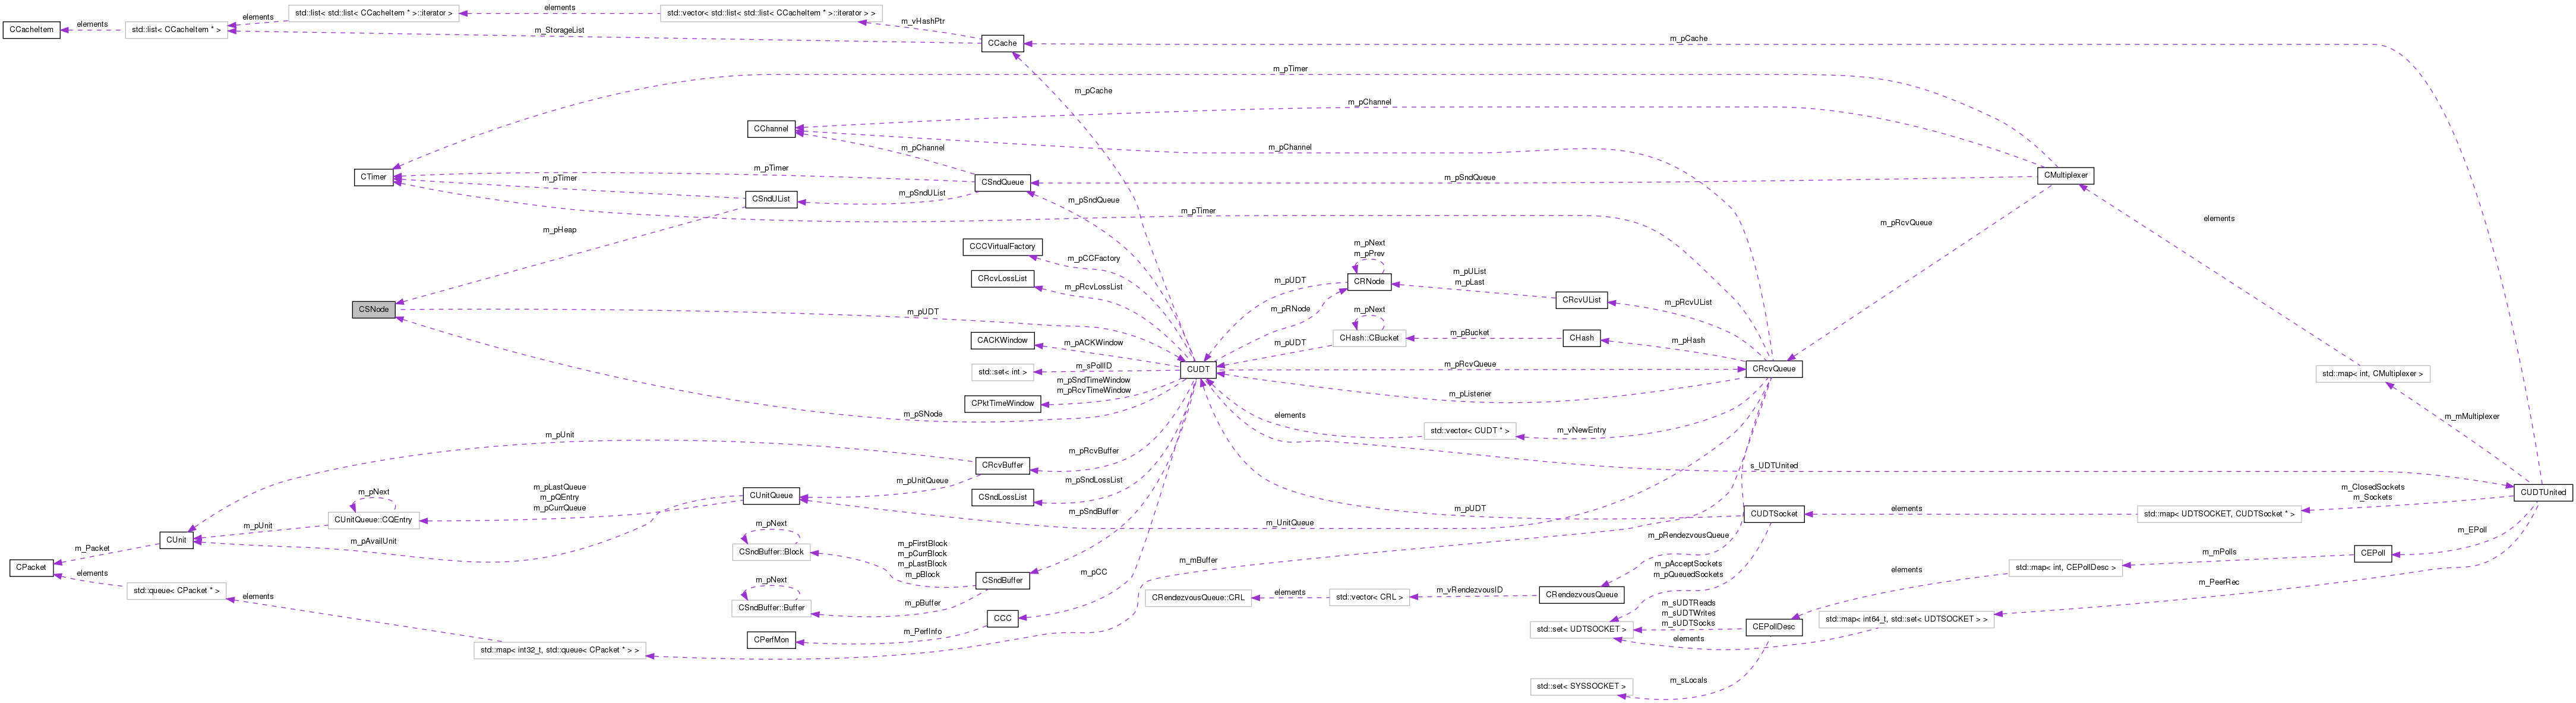 std::list< std::list< CCacheItem * >::iterator >
elements
std::vector< std::list< std::list< CCacheItem * >::iterator > >
elements
m_vHashPtr
CCacheItem
elements
std::list< CCacheItem * >
m_StorageList
CCache
m_pCache
m_pTimer
m_pCache
m_pChannel
CChannel
m_pChannel
m_pChannel
CTimer
m_pTimer
m_pTimer
CSndUList
m_pSndUList
CSndQueue
m_pSndQueue
m_pSndQueue
CMultiplexer
m_pTimer
m_pRcvQueue
elements
m_pHeap
CCCVirtualFactory
m_pCCFactory
m_pNext
m_pPrev
CRcvLossList
m_pRcvLossList
m_pUDT
m_pRNode
CRNode
m_pUList
m_pLast
CRcvUList
m_pRcvUList
CSNode
m_pUDT
CACKWindow
m_pACKWindow
m_pUDT
m_pNext
CHash::CBucket
m_pBucket
CHash
m_pHash
std::set< int >
m_sPollID
CUDT
m_pRcvQueue
CRcvQueue
std::map< int, CMultiplexer >
m_pSndTimeWindow
m_pRcvTimeWindow
CPktTimeWindow
m_pListener
m_pSNode
elements
std::vector< CUDT * >
m_vNewEntry
m_mMultiplexer
m_pUnit
m_pRcvBuffer
CRcvBuffer
s_UDTUnited
m_pUnitQueue
m_pSndLossList
CSndLossList
CUDTUnited
m_pNext
CUnitQueue::CQEntry
m_pLastQueue
m_pQEntry
m_pCurrQueue
CUnitQueue
m_pUnit
m_pSndBuffer
m_pUDT
m_UnitQueue
CUDTSocket
elements
std::map< UDTSOCKET, CUDTSocket * >
m_ClosedSockets
m_Sockets
CUnit
m_pAvailUnit
m_Packet
CPacket
m_pNext
CSndBuffer::Block
m_pFirstBlock
m_pCurrBlock
m_pLastBlock
m_pBlock
m_mBuffer
m_pRendezvousQueue
m_EPoll
CEPoll
m_mPolls
std::map< int, CEPollDesc >
elements
elements
std::queue< CPacket * >
elements
m_pNext
CSndBuffer::Buffer
m_pBuffer
CSndBuffer
m_pCC
m_pAcceptSockets
m_pQueuedSockets
m_PeerRec
CRendezvousQueue::CRL
elements
std::vector< CRL >
m_vRendezvousID
CRendezvousQueue
CCC
m_PerfInfo
CPerfMon
std::set< UDTSOCKET >
m_sUDTReads
m_sUDTWrites
m_sUDTSocks
elements
CEPollDesc
std::map< int64_t, std::set< UDTSOCKET > >
std::map< int32_t, std::queue< CPacket * > >
std::set< SYSSOCKET >
m_sLocals